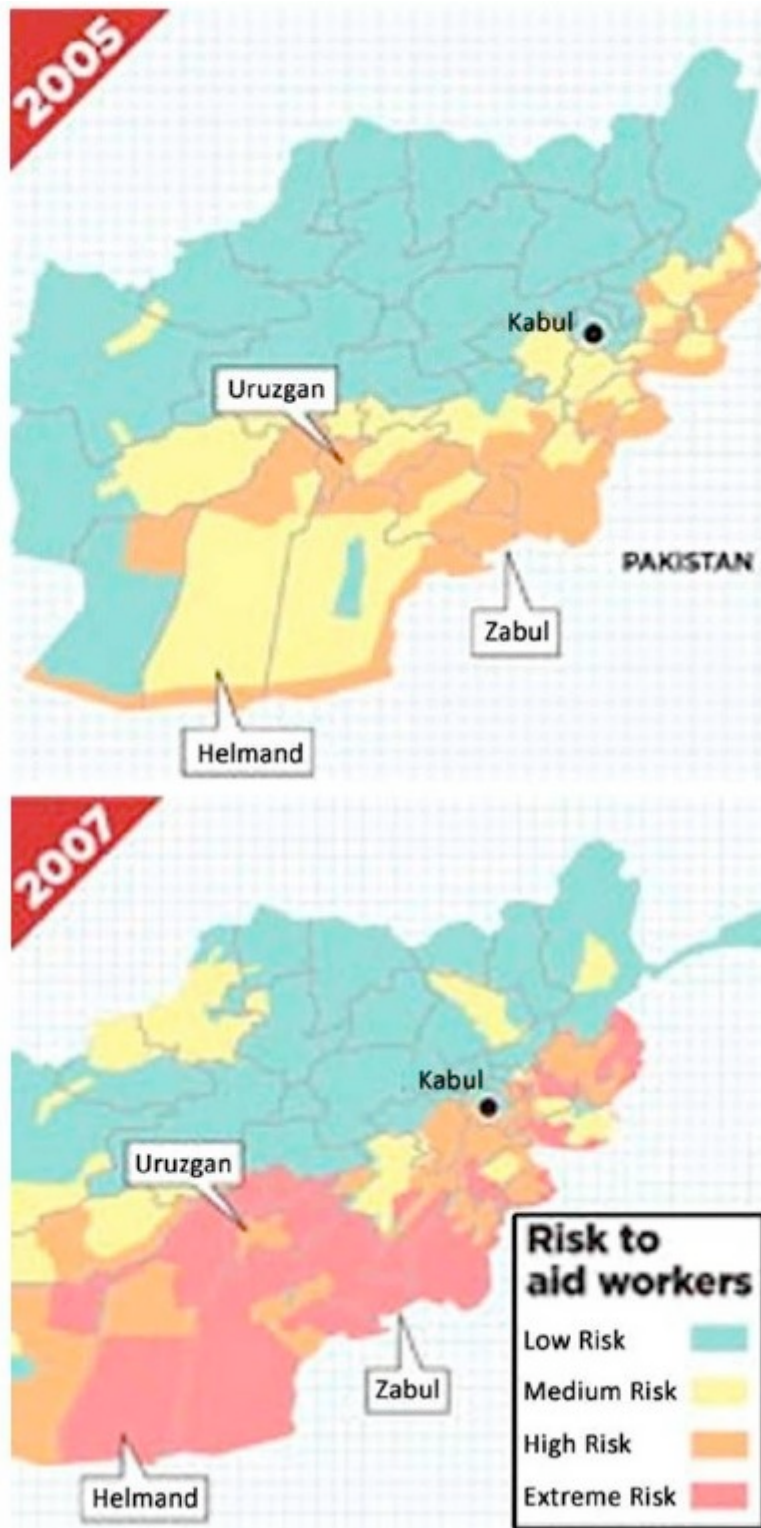 2005
Kabul
Uruzgan
PAKISTAN
Zabul
Helmand
2007
Kabul
Uruzgan
Risk to
aid workers
Low Risk
Medium Risk
High Risk
Extreme Risk
Zabul
Helmand